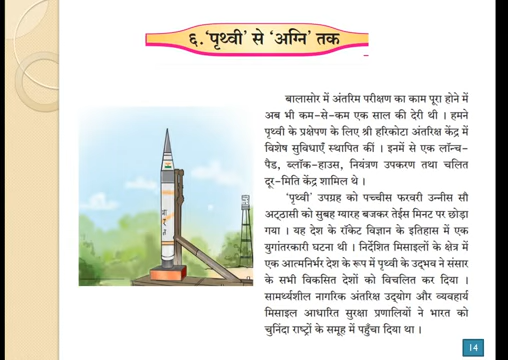 ६. 'पृथ्वी' से 'अग्नि' तक
बालासोर में अंतरिम परीक्षण का काम पूरा होने में
अब भी कम-से-कम एक साल की देरी थी । हमने
पृथ्वी के प्रक्षेपण के लिए श्री हरिकोटा अंतरिक्ष केंद्र में
विशेष सुविधाएँ स्थापित कीं । इनमें से एक लॉन्च-
पैड, ब्लॉक-हाउस, नियंत्रण उपकरण तथा चलित
दूर-मिति केंद्र शामिल थे ।
'पृथ्वी' उपग्रह को पच्चीस फरवरी उन्नीस सौ
अट्ठासी को सुबह ग्यारह बजकर तेईस मिनट पर छोड़ा
गया । यह देश के रॉकेट विज्ञान के इतिहास में एक
युगांतरकारी घटना थी । निर्देशित मिसाइलों के क्षेत्र में
एक आत्मनिर्भर देश के रूप में पृथ्वी के उद्भव ने संसार
के सभी विकसित देशों को विचलित कर दिया ।
सामर्थ्यशील नागरिक अंतरिक्ष उद्योग और व्यवहार्य
मिसाइल आधारित सुरक्षा प्रणालियों ने भारत को
चुनिंदा राष्ट्रों के समूह में पहुँचा दिया था ।
14